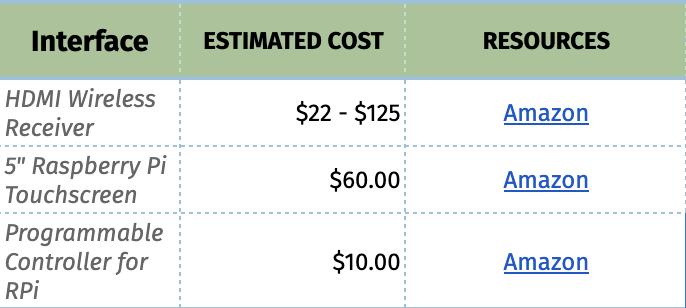 Interface ESTIMATED COST RESOURCES
HDMI Wireless
Receiver $22 - $125 Amazon
5" Raspberry Pi
Touchscreen $60.00 Amazon
Programmable
Controller for
RPi $10.00 Amazon